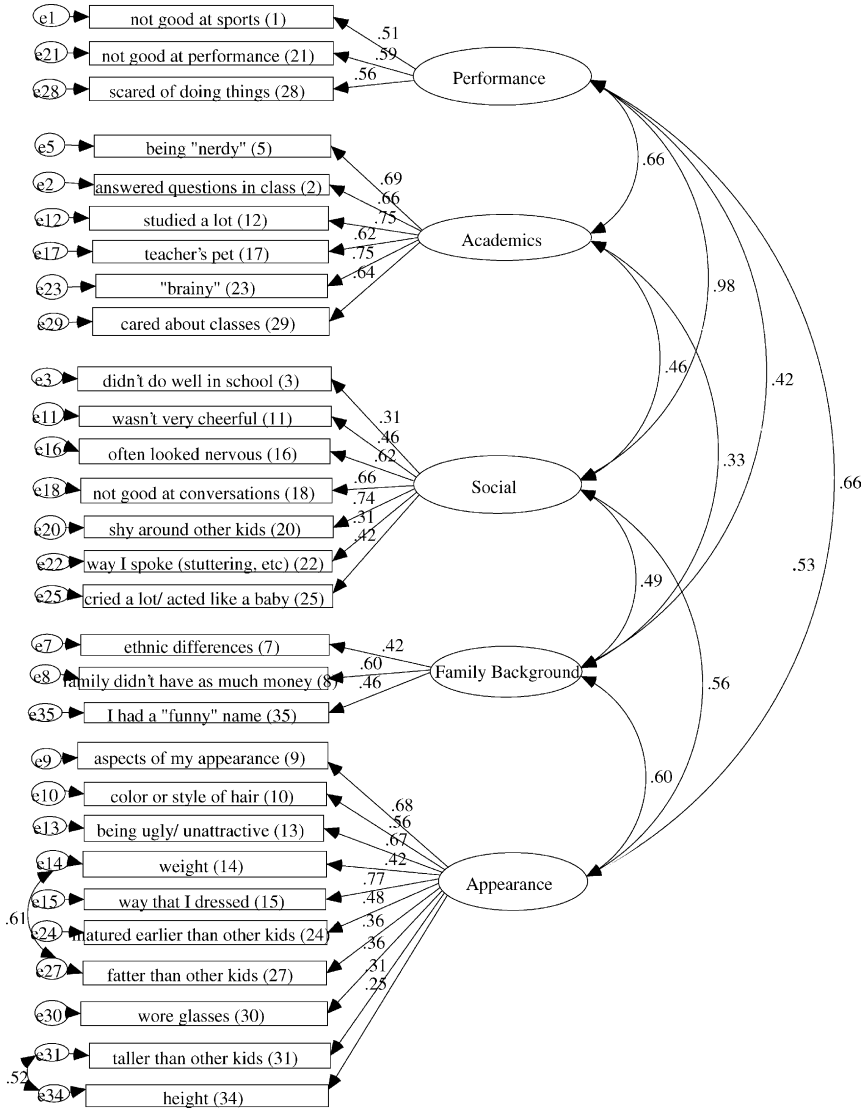 e1 not good at sports (1) .51
e21 not good at performance (21) .59
e28 scared of doing things (28) .56
Performance
e5 being "nerdy" (5) .69
e2 answered questions in class (2) .66
e12 studied a lot (12) .75
e17 teacher's pet (17) .62
e23 "brainy" (23) .75
e29 cared about classes (29) .64
Academics
.66
.98
.46
.42
.33
.66
e3 didn't do well in school (3) .31
e11 wasn't very cheerful (11) .46
e16 often looked nervous (16) .62
e18 not good at conversations (18) .66
e20 shy around other kids (20) .74
e22 way I spoke (stuttering, etc) (22) .31
e25 cried a lot/ acted like a baby (25) .42
Social
.53
.49
e7 ethnic differences (7) .42
e8 family didn't have as much money (8) .60
e35 I had a "funny" name (35) .46
Family Background
.56
.60
e9 aspects of my appearance (9) .68
e10 color or style of hair (10) .56
e13 being ugly/ unattractive (13) .67
e14 weight (14) .42
e15 way that I dressed (15) .77
e24 matured earlier than other kids (24) .48
e27 fatter than other kids (27) .36
e30 wore glasses (30) .36
e31 taller than other kids (31) .31
e34 height (34) .25
Appearance
.61
.52